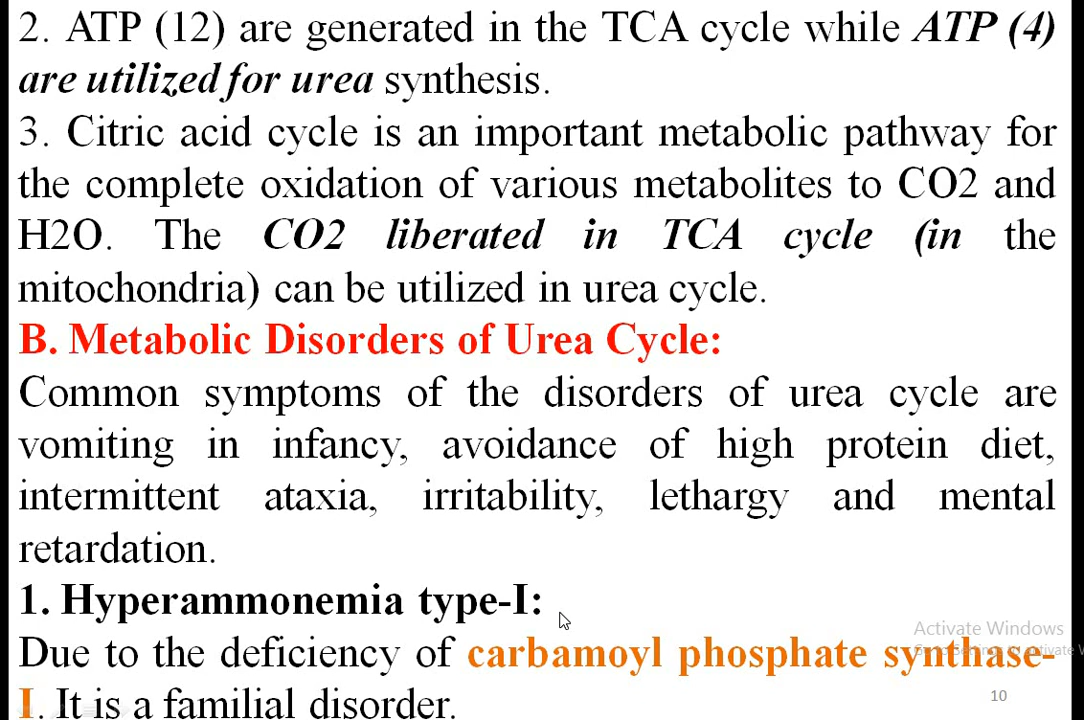 2. ATP (12) are generated in the TCA cycle while ATP (4)
are utilized for urea synthesis.
3. Citric acid cycle is an important metabolic pathway for
the complete oxidation of various metabolites to CO2 and
H2O. The CO2 liberated in TCA cycle (in the
mitochondria) can be utilized in urea cycle.
B. Metabolic Disorders of Urea Cycle:
Common symptoms of the disorders of urea cycle are
vomiting in infancy, avoidance of high protein diet,
intermittent ataxia, irritability, lethargy and mental
retardation.
1. Hyperammonemia type-I:
Activate Windows
Due to the deficiency of carbamoyl phosphate synthase-
I. It is a familial disorder.
10